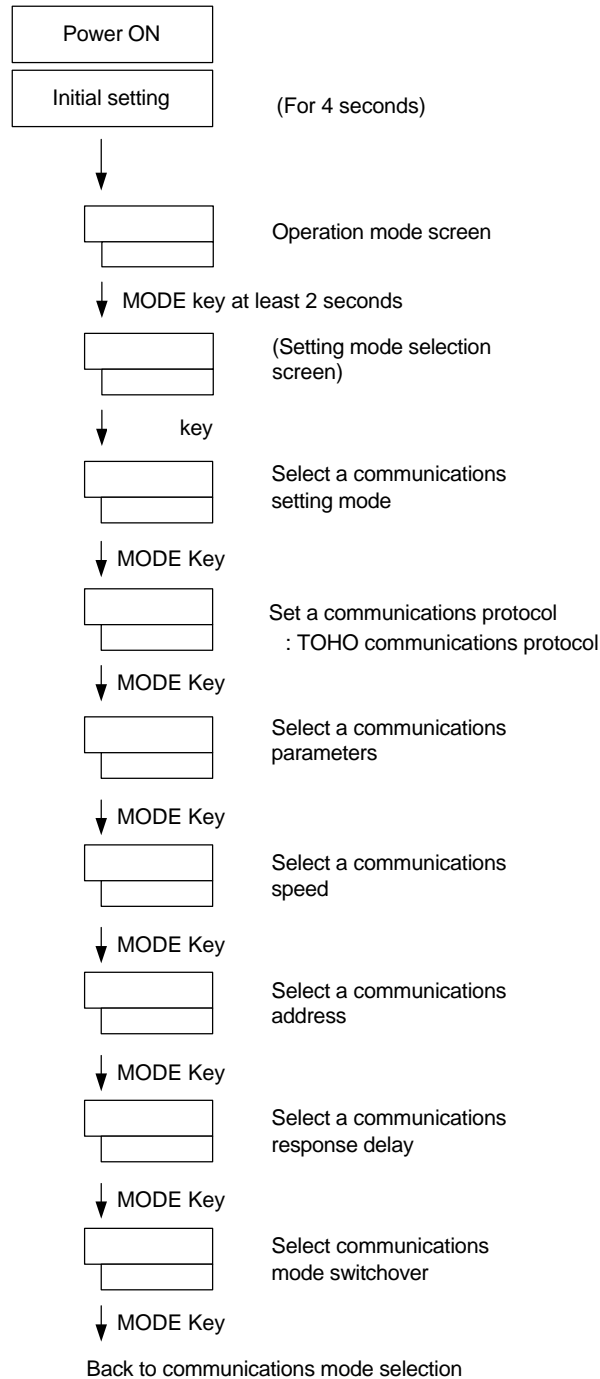 Power ON
Initial setting
(For 4 seconds)
Operation mode screen
MODE key at least 2 seconds
(Setting mode selection
screen)
key
Select a communications
setting mode
MODE Key
Set a communications protocol
: TOHO communications protocol
MODE Key
Select a communications
parameters
MODE Key
Select a communications
speed
MODE Key
Select a communications
address
MODE Key
Select a communications
response delay
MODE Key
Select communications
mode switchover
MODE Key
Back to communications mode selection